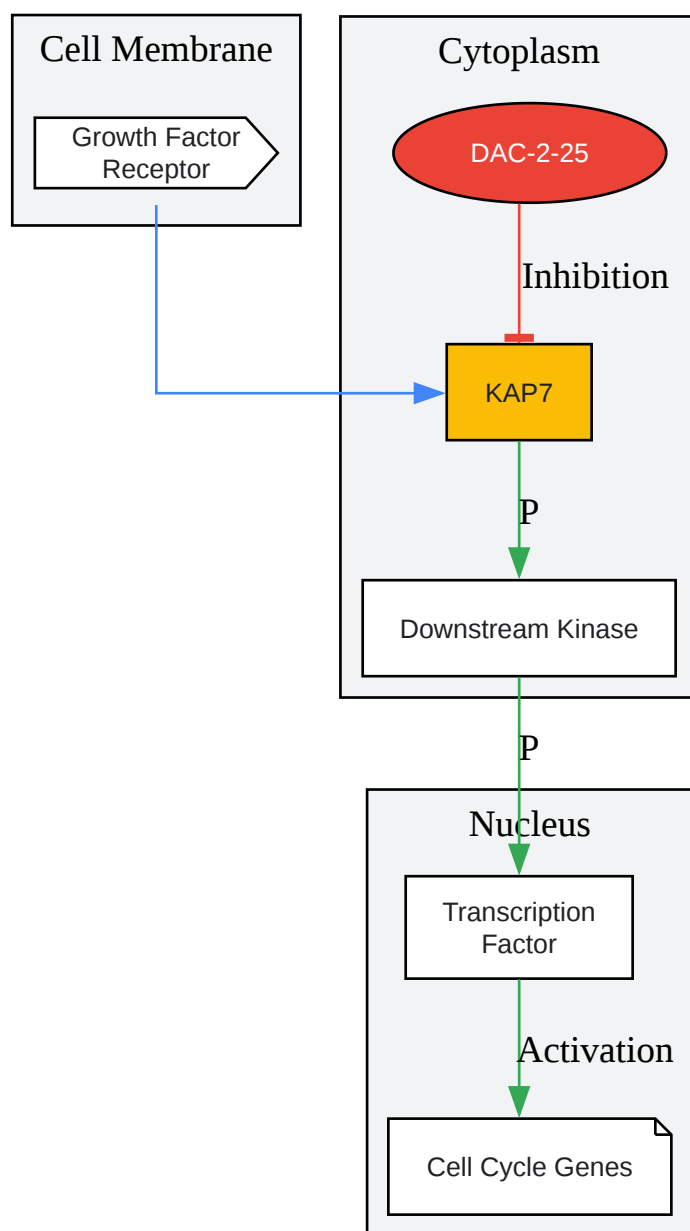 Cell Membrane
Growth Factor
Receptor
Cytoplasm
DAC-2-25
Inhibition
KAP7
P
Downstream Kinase
P
Nucleus
Transcription
Factor
Activation
Cell Cycle Genes